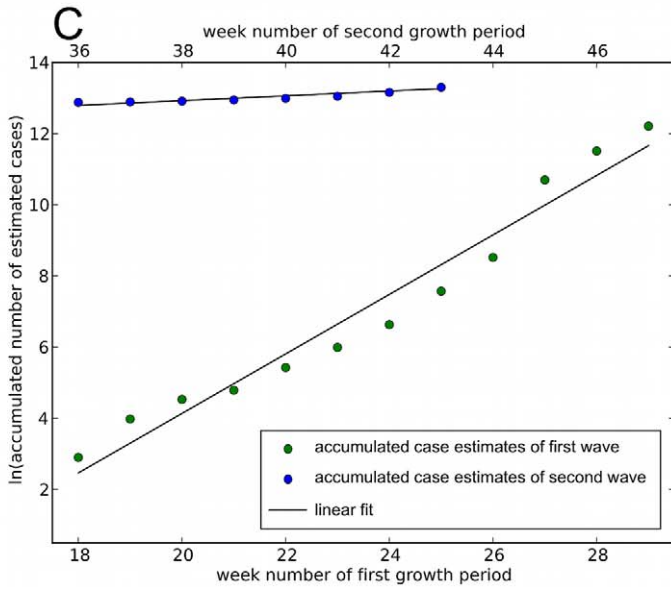 C
week number of second growth period
36 38 40 42 44 46
14
12
10
8
6
4
2
ln(accumulated number of estimated cases)
accumulated case estimates of first wave
accumulated case estimates of second wave
linear fit
18 20 22 24 26 28
week number of first growth period